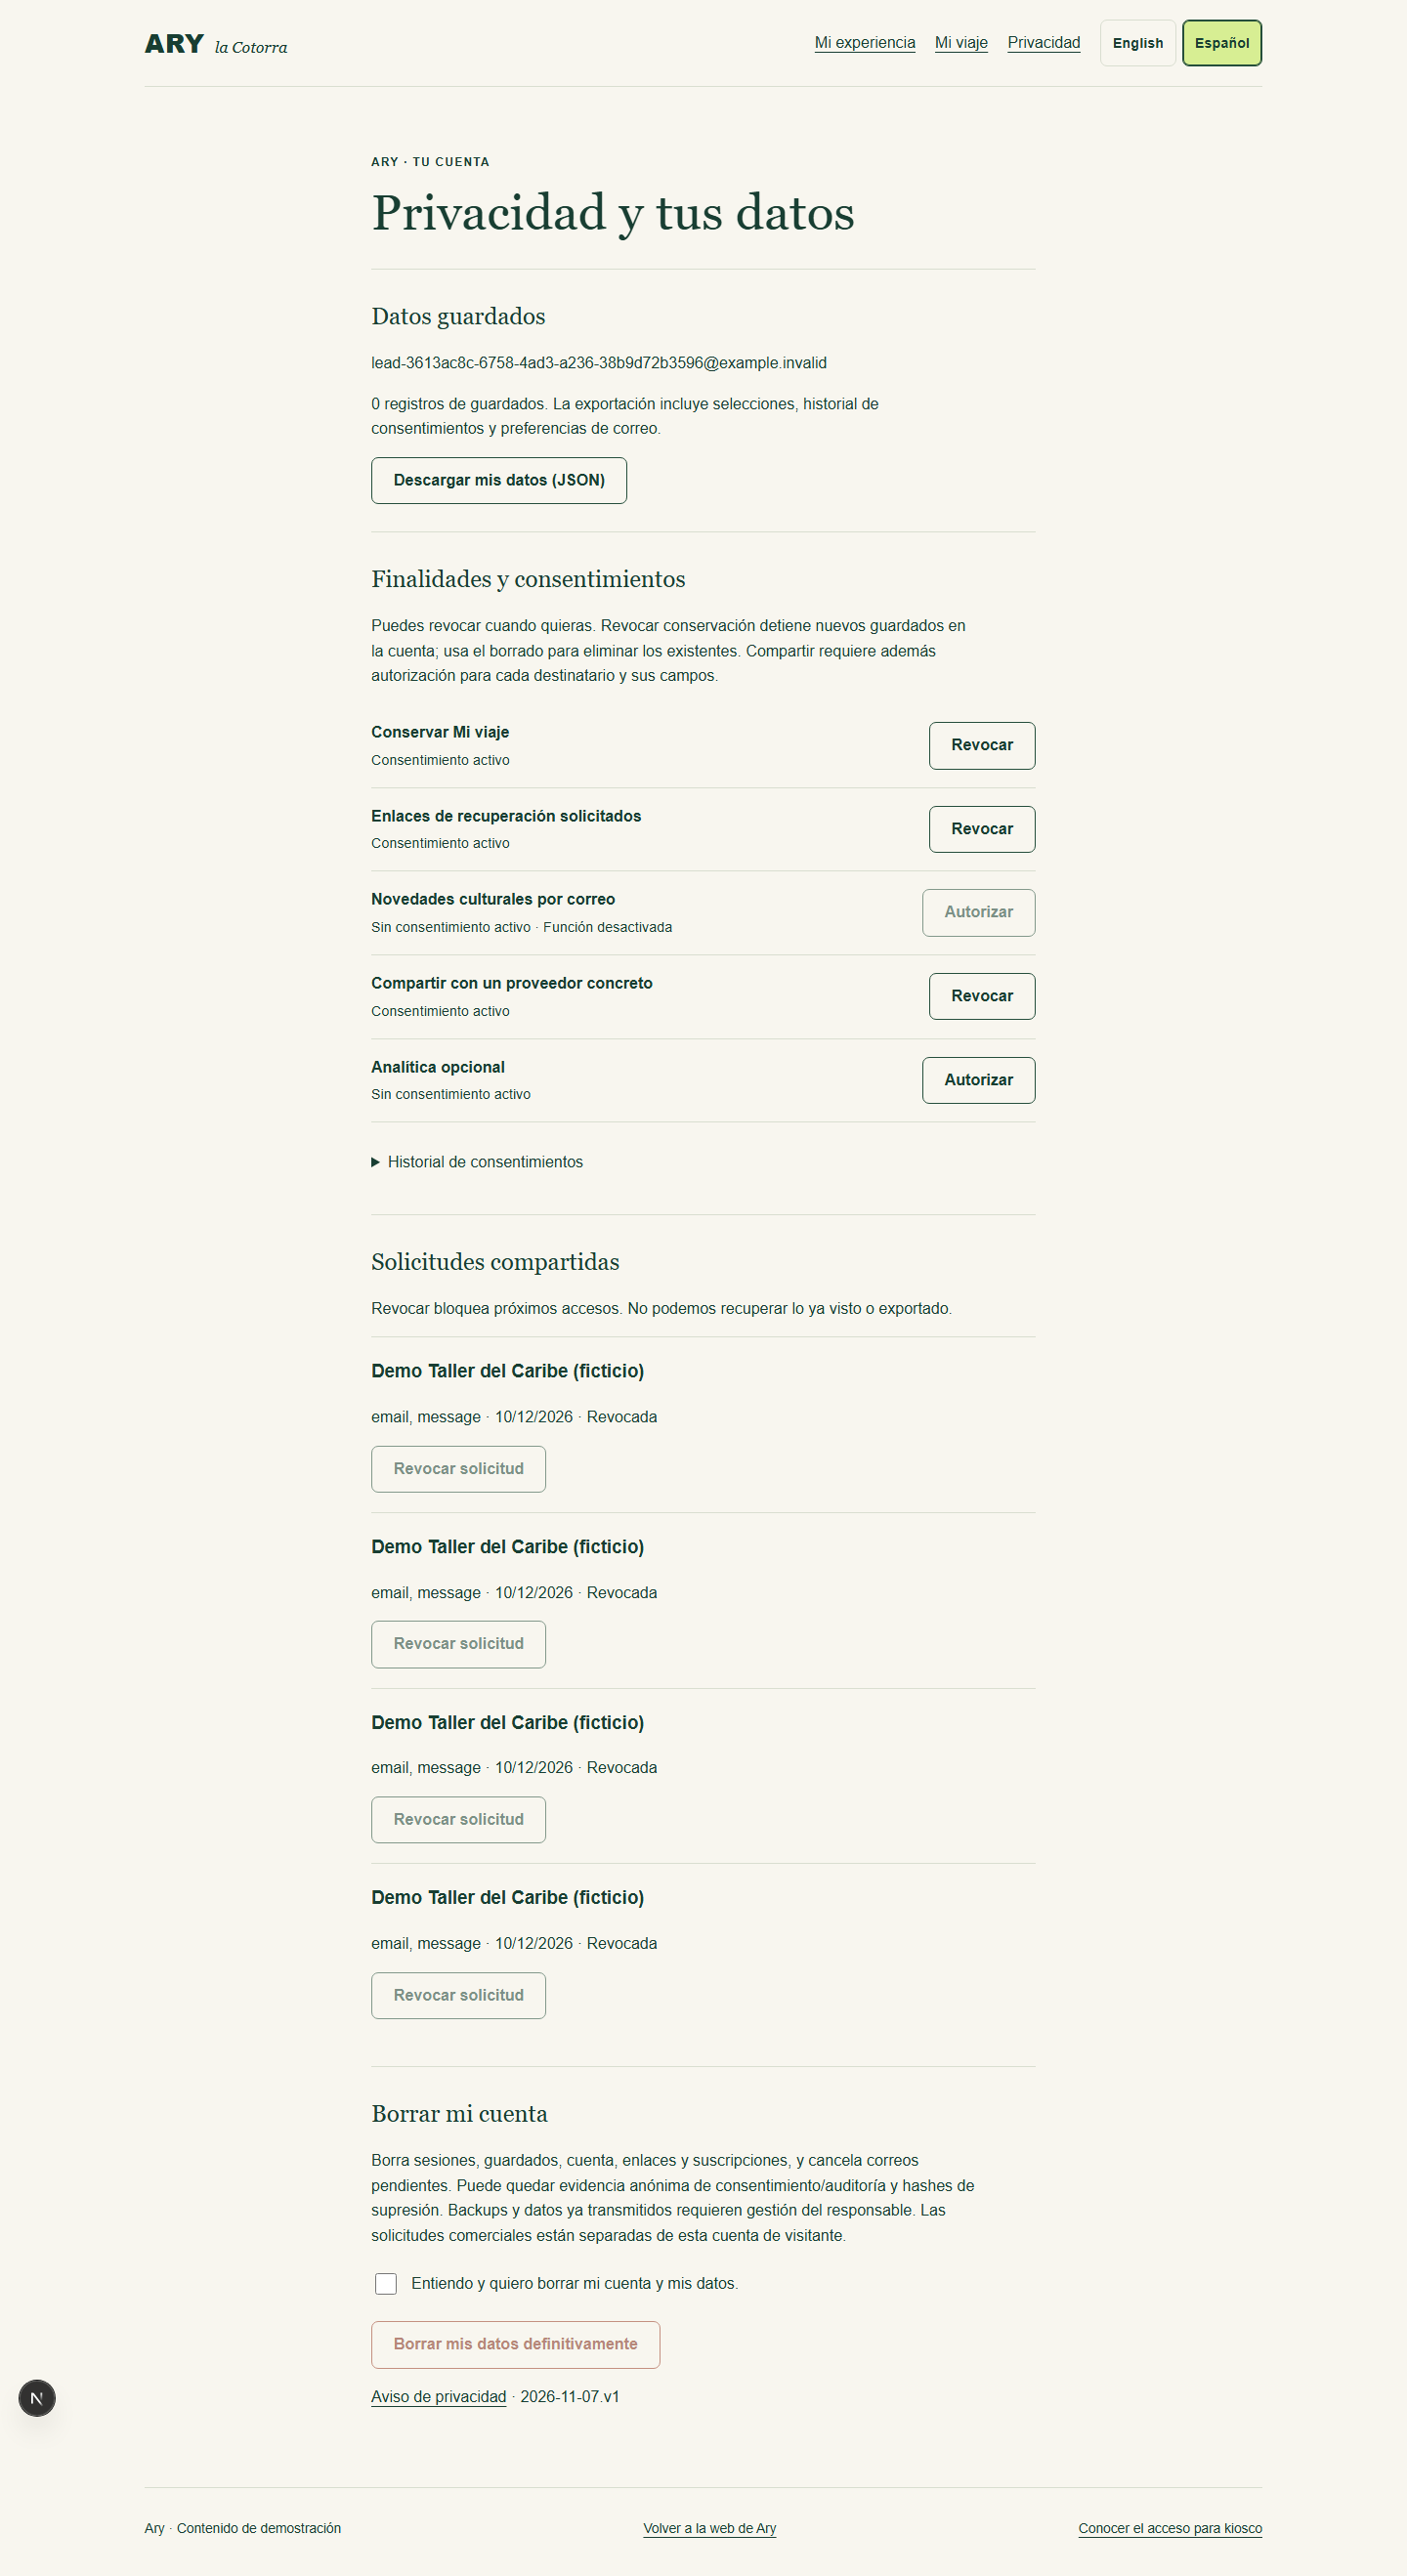 ARY la Cotorra
Mi experiencia Mi viaje Privacidad English Español
ARY · TU CUENTA
Privacidad y tus datos
Datos guardados
lead-3613ac8c-6758-4ad3-a236-38b9d72b3596@example.invalid
0 registros de guardados. La exportación incluye selecciones, historial de
consentimientos y preferencias de correo.
Descargar mis datos (JSON)
Finalidades y consentimientos
Puedes revocar cuando quieras. Revocar conservación detiene nuevos guardados en
la cuenta; usa el borrado para eliminar los existentes. Compartir requiere además
autorización para cada destinatario y sus campos.
Conservar Mi viaje
Consentimiento activo
Revocar
Enlaces de recuperación solicitados
Consentimiento activo
Revocar
Novedades culturales por correo
Sin consentimiento activo · Función desactivada
Autorizar
Compartir con un proveedor concreto
Consentimiento activo
Revocar
Analítica opcional
Sin consentimiento activo
Autorizar
Historial de consentimientos
Solicitudes compartidas
Revocar bloquea próximos accesos. No podemos recuperar lo ya visto o exportado.
Demo Taller del Caribe (ficticio)
email, message · 10/12/2026 · Revocada
Revocar solicitud
Demo Taller del Caribe (ficticio)
email, message · 10/12/2026 · Revocada
Revocar solicitud
Demo Taller del Caribe (ficticio)
email, message · 10/12/2026 · Revocada
Revocar solicitud
Demo Taller del Caribe (ficticio)
email, message · 10/12/2026 · Revocada
Revocar solicitud
Borrar mi cuenta
Borra sesiones, guardados, cuenta, enlaces y suscripciones, y cancela correos
pendientes. Puede quedar evidencia anónima de consentimiento/auditoría y hashes de
supresión. Backups y datos ya transmitidos requieren gestión del responsable. Las
solicitudes comerciales están separadas de esta cuenta de visitante.
Entiendo y quiero borrar mi cuenta y mis datos.
Borrar mis datos definitivamente
Aviso de privacidad · 2026-11-07.v1
N
Ary · Contenido de demostración Volver a la web de Ary Conocer el acceso para kiosco